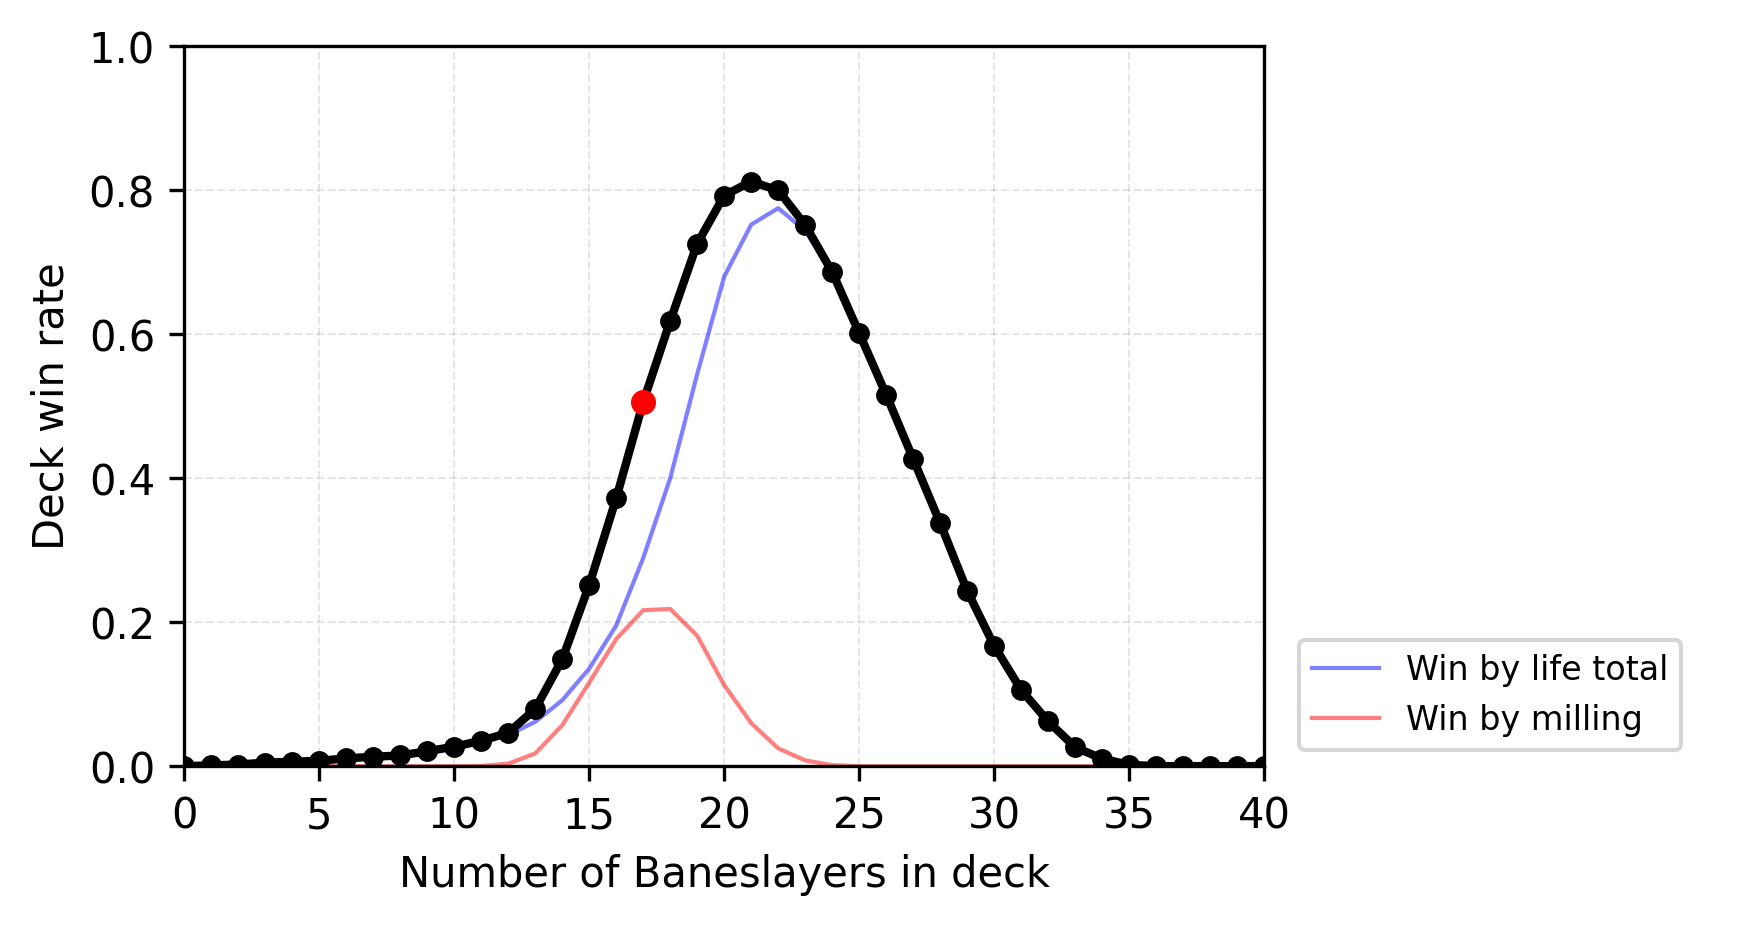 1.0
0.8
0.6
0.4
0.2
0.0
Deck win rate
0 5 10 15 20 25 30 35 40
Number of Baneslayers in deck
Win by life total
Win by milling